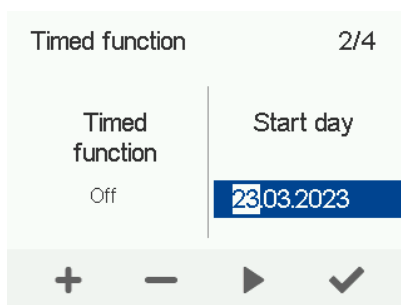 Timed function 2/4
Timed
function
Off
Start day
23.03.2023